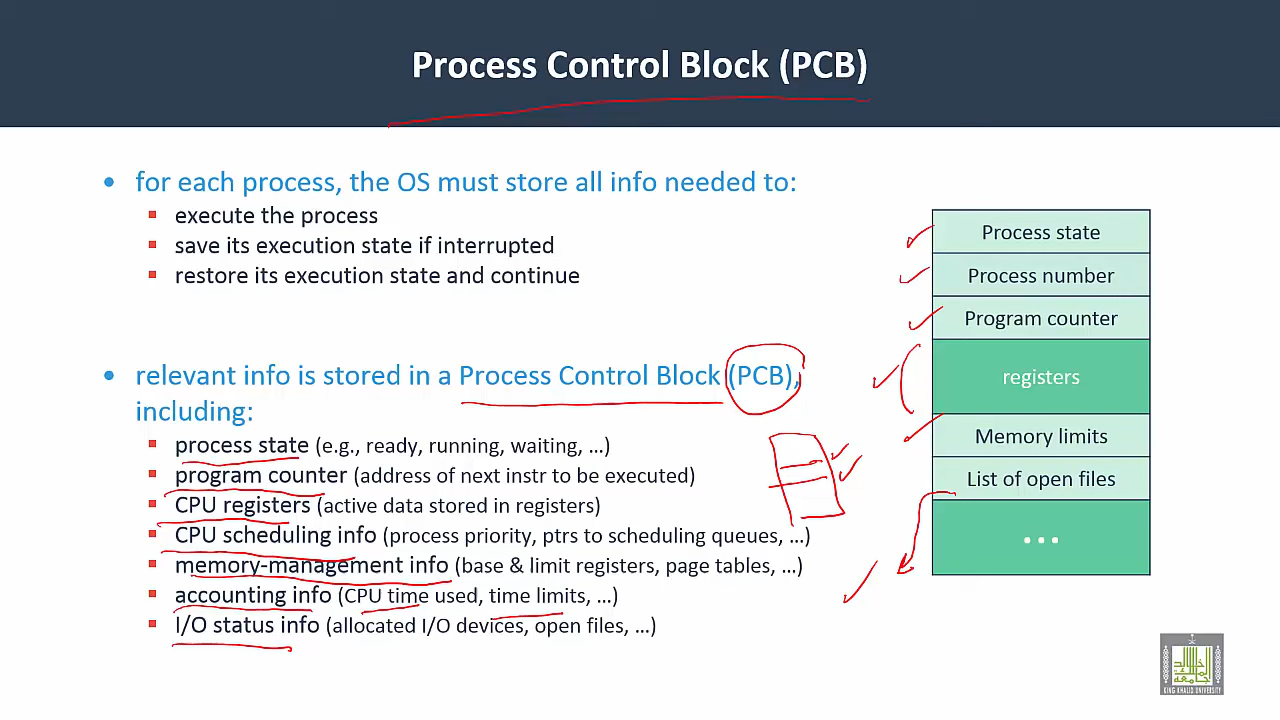 Process Control Block (PCB)
• for each process, the OS must store all info needed to:
▪ execute the process
▪ save its execution state if interrupted
▪ restore its execution state and continue
• relevant info is stored in a Process Control Block (PCB),
including:
▪ process state (e.g., ready, running, waiting, …)
▪ program counter (address of next instr to be executed)
▪ CPU registers (active data stored in registers)
▪ CPU scheduling info (process priority, ptrs to scheduling queues, …)
▪ memory-management info (base & limit registers, page tables, …)
▪ accounting info (CPU time used, time limits, …)
▪ I/O status info (allocated I/O devices, open files, …)
Process state
Process number
Program counter
registers
Memory limits
List of open files
…
KING KHALID UNIVERSITY